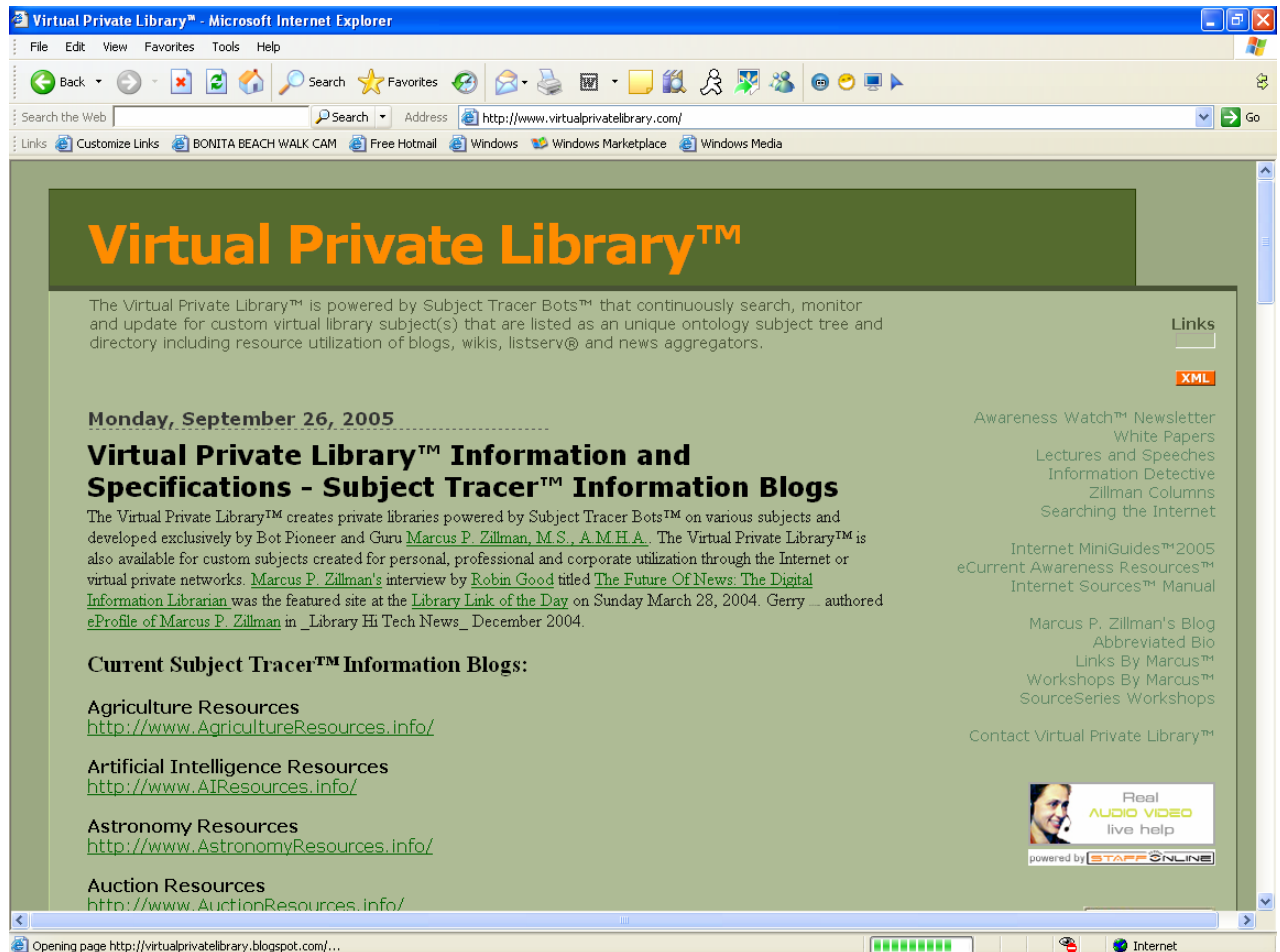 Virtual Private Library™ - Microsoft Internet Explorer
File Edit View Favorites Tools Help
Back Search Favorites
Search the Web Search Address http://www.virtualprivatelibrary.com/ Go
Links Customize Links BONITA BEACH WALK CAM Free Hotmail Windows Windows Marketplace Windows Media
Virtual Private Library™
The Virtual Private Library™ is powered by Subject Tracer Bots™ that continuously search, monitor
and update for custom virtual library subject(s) that are listed as an unique ontology subject tree and
directory including resource utilization of blogs, wikis, listserv® and news aggregators.
Monday, September 26, 2005
Virtual Private Library™ Information and
Specifications - Subject Tracer™ Information Blogs
The Virtual Private Library™ creates private libraries powered by Subject Tracer Bots™ on various subjects and
developed exclusively by Bot Pioneer and Guru Marcus P. Zillman, M.S., A.M.H.A.. The Virtual Private Library™ is
also available for custom subjects created for personal, professional and corporate utilization through the Internet or
virtual private networks. Marcus P. Zillman's interview by Robin Good titled The Future Of News: The Digital
Information Librarian was the featured site at the Library Link of the Day on Sunday March 28, 2004. Gerry ... authored
eProfile of Marcus P. Zillman in _Library Hi Tech News_ December 2004.
Current Subject Tracer™ Information Blogs:
Agriculture Resources
http://www.AgricultureResources.info/
Artificial Intelligence Resources
http://www.AIResources.info/
Astronomy Resources
http://www.AstronomyResources.info/
Auction Resources
http://www.AuctionResources.info/
Links
XML
Awareness Watch™ Newsletter
White Papers
Lectures and Speeches
Information Detective
Zillman Columns
Searching the Internet
Internet MiniGuides™2005
eCurrent Awareness Resources™
Internet Sources™ Manual
Marcus P. Zillman's Blog
Abbreviated Bio
Links By Marcus™
Workshops By Marcus™
SourceSeries Workshops
Contact Virtual Private Library™
Real
AUDIO VIDEO
live help
powered by STAFF ONLINE
Opening page http://virtualprivatelibrary.blogspot.com/... Internet